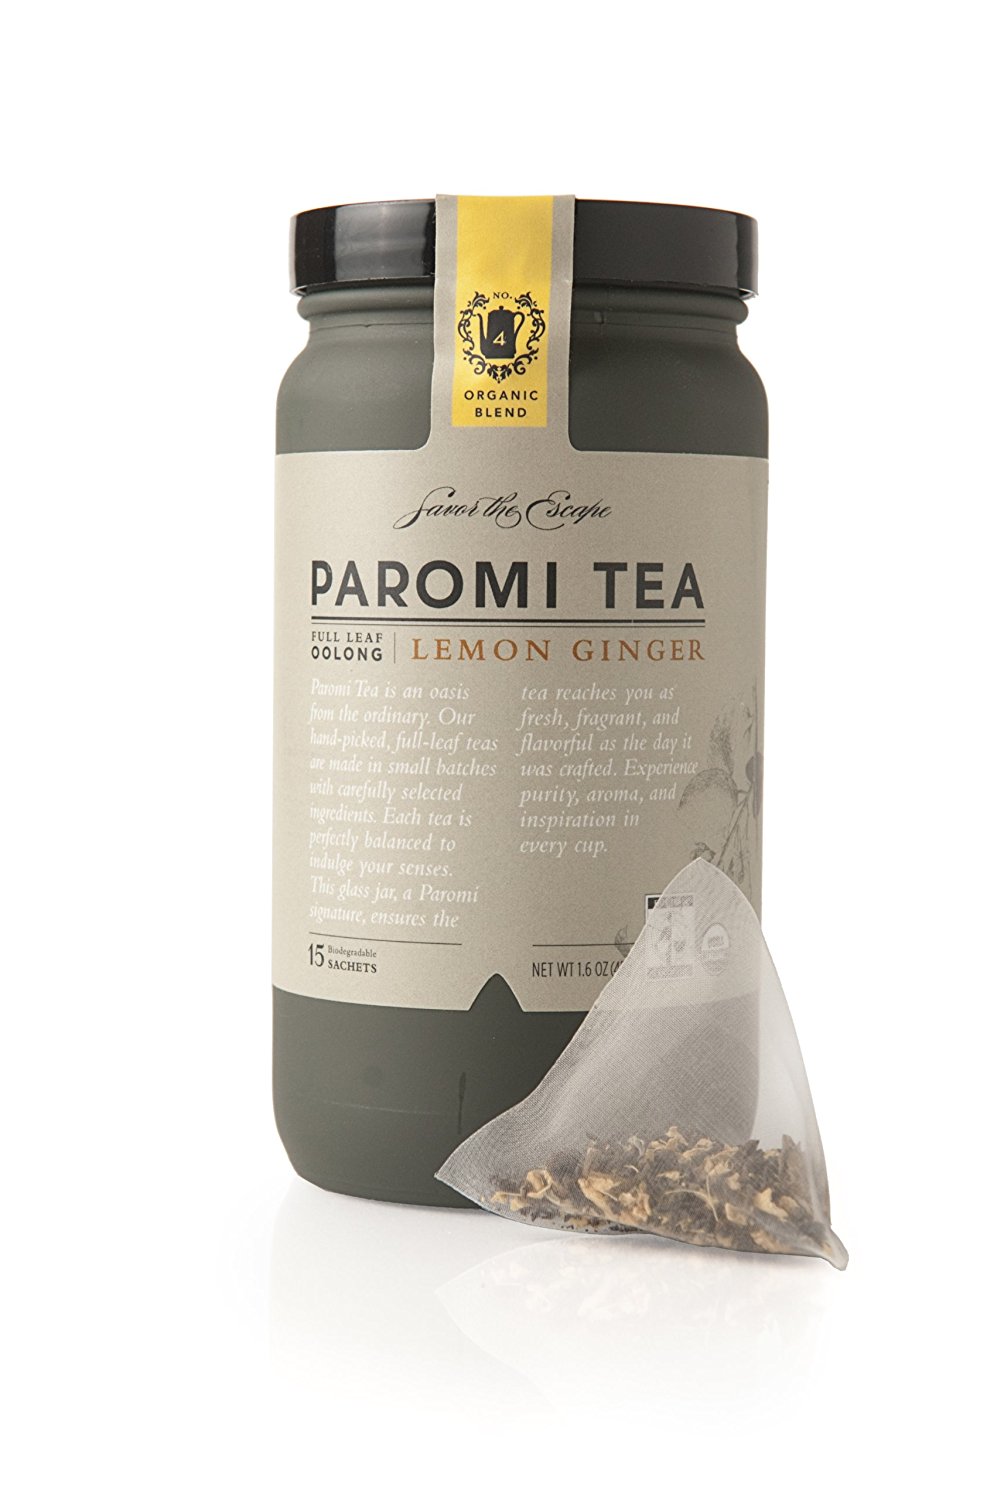 NO.
4
ORGANIC
BLEND
Savor the Escape
PAROMI TEA
FULL LEAF
OOLONG
LEMON GINGER
Paromi Tea is an oasis
from the ordinary. Our
hand-picked, full-leaf teas
are made in small batches
with carefully selected
ingredients. Each tea is
perfectly balanced to
indulge your senses.
This glass jar, a Paromi
signature, ensures the
tea reaches you as
fresh, fragrant, and
flavorful as the day it
was crafted. Experience
purity, aroma, and
inspiration in
every cup.
15 Biodegradable
SACHETS
NET WT 1.6 OZ